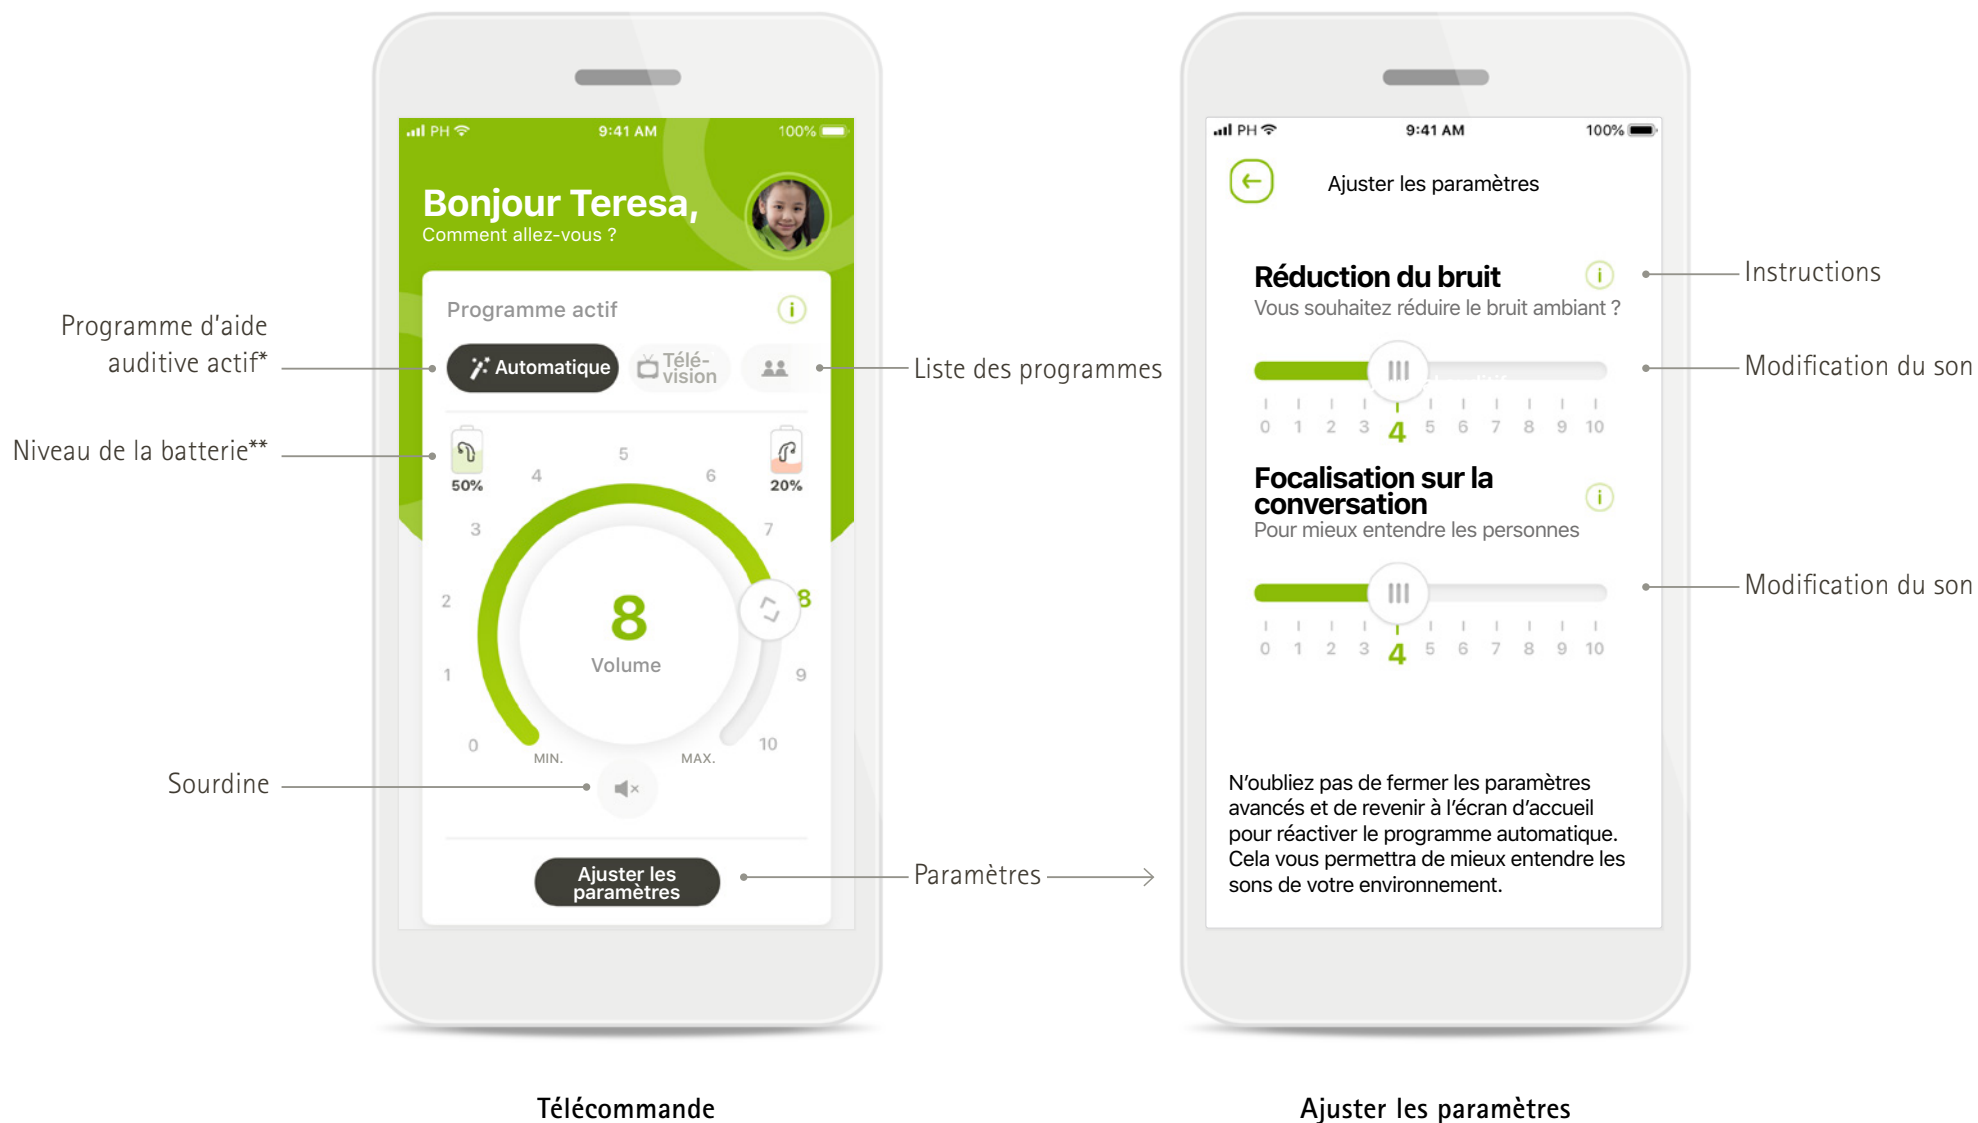 PH 9:41 AM 100%
Bonjour Teresa,
Comment allez-vous ?
Programme actif
i
Automatique
Télé-
vision
50%
20%
0
1
2
3
4
5
6
7
8
9
10
8
Volume
MIN.
MAX.
Ajuster les
paramètres
Programme d'aide
auditive actif*
Niveau de la batterie**
Sourdine
Liste des programmes
Paramètres
Télécommande
PH 9:41 AM 100%
Ajuster les paramètres
Réduction du bruit
i
Vous souhaitez réduire le bruit ambiant ?
0 1 2 3 4 5 6 7 8 9 10
Focalisation sur la
conversation
i
Pour mieux entendre les personnes
0 1 2 3 4 5 6 7 8 9 10
N'oubliez pas de fermer les paramètres
avancés et de revenir à l'écran d'accueil
pour réactiver le programme automatique.
Cela vous permettra de mieux entendre les
sons de votre environnement.
Instructions
Modification du son
Modification du son
Ajuster les paramètres